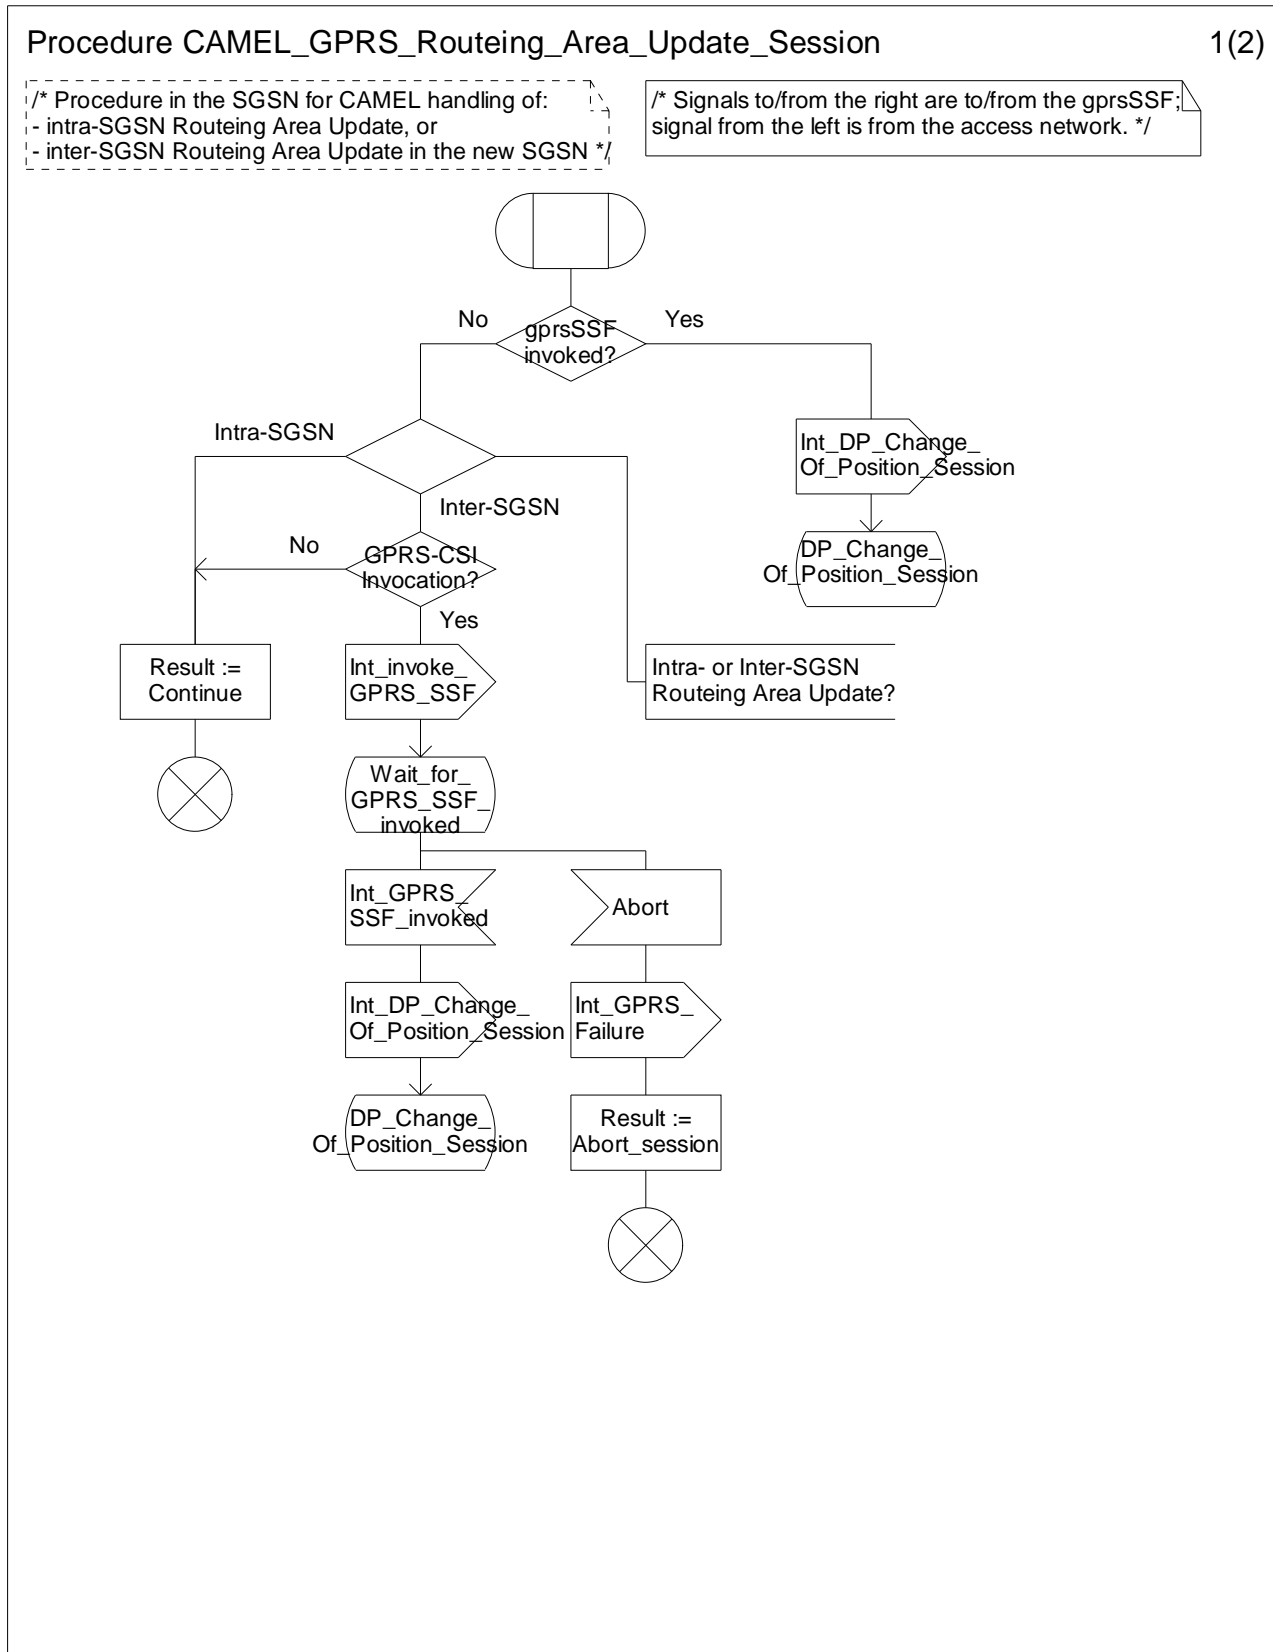 Procedure CAMEL_GPRS_Routeing_Area_Update_Session
1(2)
/* Procedure in the SGSN for CAMEL handling of:
- intra-SGSN Routeing Area Update, or
- inter-SGSN Routeing Area Update in the new SGSN */
/* Signals to/from the right are to/from the gprsSSF;
signal from the left is from the access network. */
No
gprsSSF
invoked?
Yes
Intra-SGSN
Inter-SGSN
Int_DP_Change_
Of_Position_Session
No
GPRS-CSI
Invocation?
Yes
DP_Change_
Of_Position_Session
Result :=
Continue
Int_invoke_
GPRS_SSF
Intra- or Inter-SGSN
Routeing Area Update?
Wait_for_
GPRS_SSF_
invoked
Int_GPRS_
SSF_invoked
Abort
Int_DP_Change_
Of_Position_Session
Int_GPRS_
Failure
DP_Change_
Of_Position_Session
Result :=
Abort_session